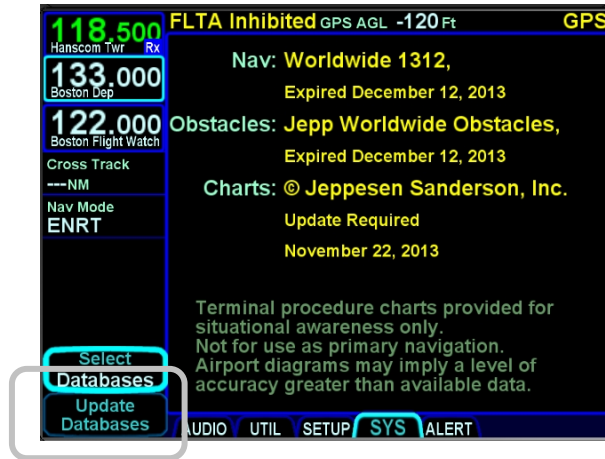 118.500
Hanscom Twr Rx
133.000
Boston Dep
122.000
Boston Flight Watch
Cross Track
---NM
Nav Mode
ENRT
Select
Databases
Update
Databases
FLTA Inhibited GPS AGL -120 Ft GPS
Nav: Worldwide 1312,
Expired December 12, 2013
Obstacles: Jepp Worldwide Obstacles,
Expired December 12, 2013
Charts: © Jeppesen Sanderson, Inc.
Update Required
November 22, 2013
Terminal procedure charts provided for
situational awareness only.
Not for use as primary navigation.
Airport diagrams may imply a level of
accuracy greater than available data.
AUDIO UTIL SETUP SYS ALERT